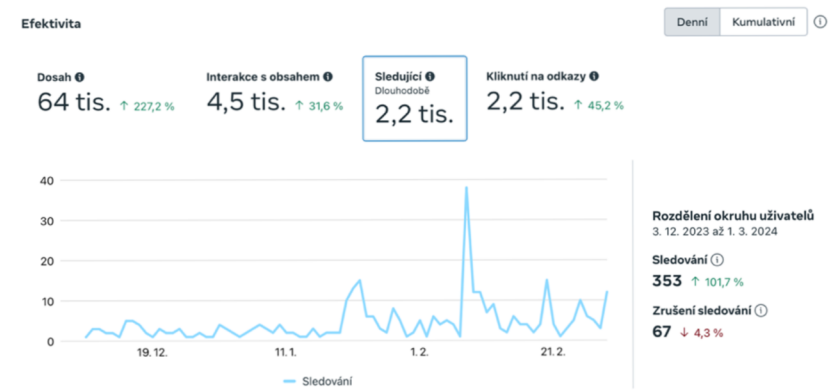 Efektivita
Denní Kumulativní
Dosah
64 tis. ↑ 227,2 %
Interakce s obsahem
4,5 tis. ↑ 31,6 %
Sledující
Dlouhodobě
2,2 tis.
Kliknutí na odkazy
2,2 tis. ↑ 45,2 %
40
30
20
10
0
19. 12. 11. 1. 1. 2. 21. 2.
Sledování
Rozdělení okruhu uživatelů
3. 12. 2023 až 1. 3. 2024
Sledování
353 ↑ 101,7 %
Zrušení sledování
67 ↓ 4,3 %